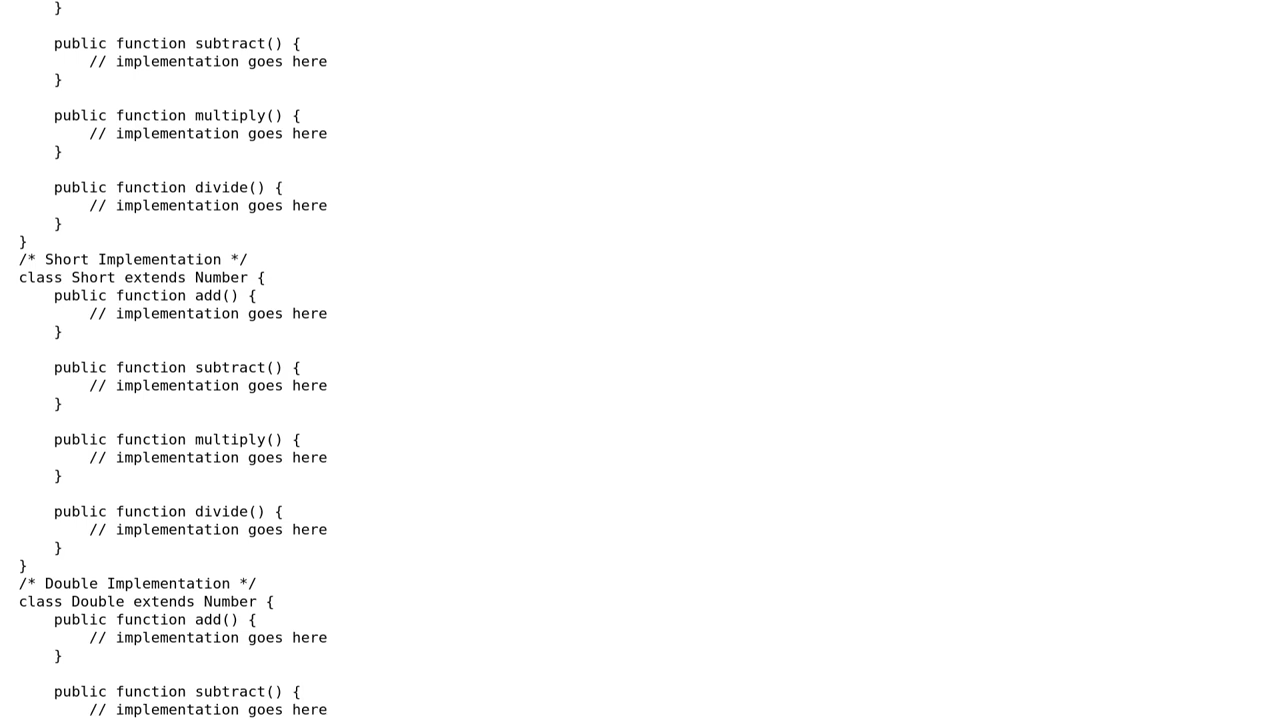 }

    public function subtract() {
        // implementation goes here
    }

    public function multiply() {
        // implementation goes here
    }

    public function divide() {
        // implementation goes here
    }
}
/* Short Implementation */
class Short extends Number {
    public function add() {
        // implementation goes here
    }

    public function subtract() {
        // implementation goes here
    }

    public function multiply() {
        // implementation goes here
    }

    public function divide() {
        // implementation goes here
    }
}
/* Double Implementation */
class Double extends Number {
    public function add() {
        // implementation goes here
    }

    public function subtract() {
        // implementation goes here